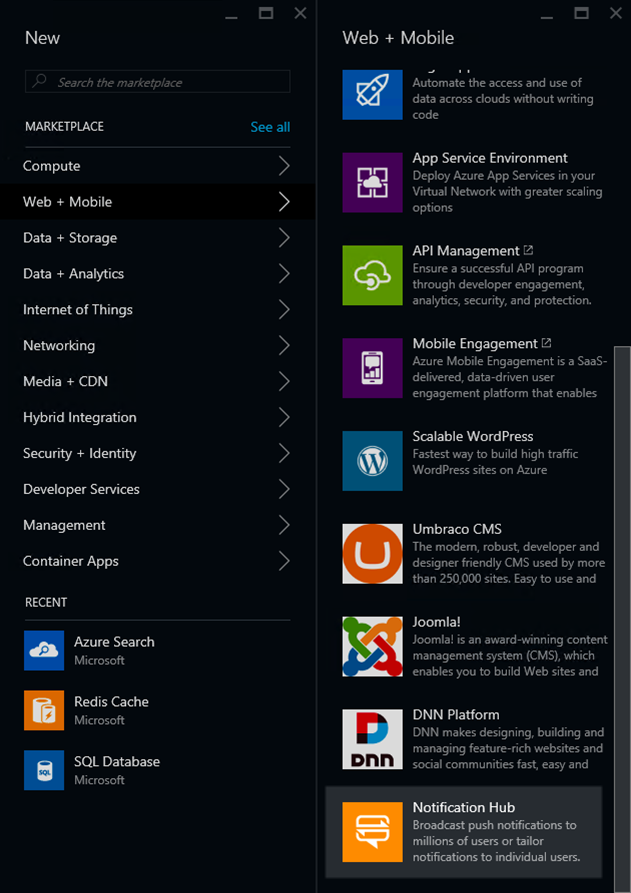 New
Search the marketplace
MARKETPLACE
See all
Compute
Web + Mobile
Data + Storage
Data + Analytics
Internet of Things
Networking
Media + CDN
Hybrid Integration
Security + Identity
Developer Services
Management
Container Apps
RECENT
Azure Search
Microsoft
Redis Cache
Microsoft
SQL
SQL Database
Microsoft
Web + Mobile
Automate the access and use of
data across clouds without writing
code
App Service Environment
Deploy Azure App Services in your
Virtual Network with greater scaling
options
API Management
Ensure a successful API program
through developer engagement,
analytics, security, and protection.
Mobile Engagement
Azure Mobile Engagement is a SaaS-
delivered, data-driven user
engagement platform that enables
Scalable WordPress
Fastest way to build high traffic
WordPress sites on Azure
Umbraco CMS
The modern, robust, developer and
designer friendly CMS used by more
than 250,000 sites. Easy to use and
Joomla!
Joomla! is an award-winning content
management system (CMS), which
enables you to build Web sites and
DNN
DNN Platform
DNN makes designing, building and
managing feature-rich websites and
social communities fast, easy and
Notification Hub
Broadcast push notifications to
millions of users or tailor
notifications to individual users.